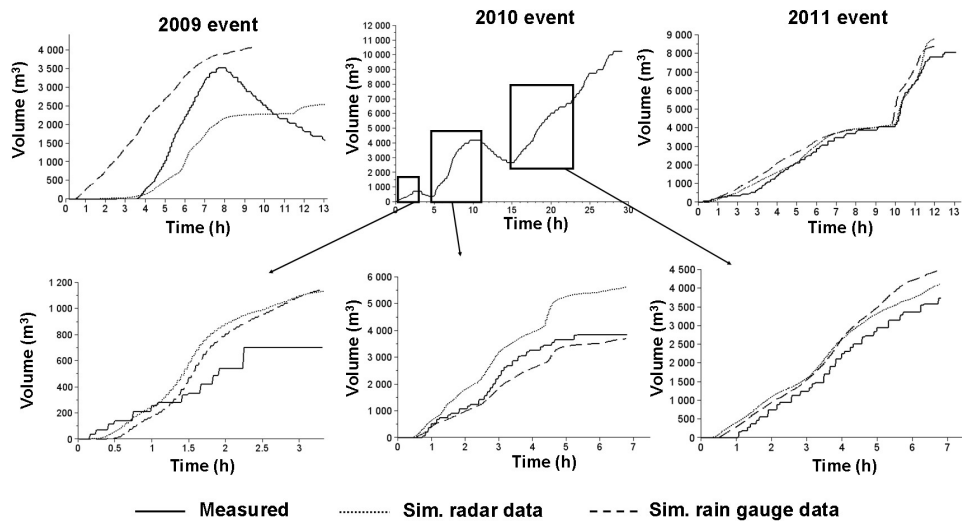 2009 event
2010 event
2011 event
Volume (m³)
4 000
3 500
3 000
2 500
2 000
1 500
1 000
500
0
0 1 2 3 4 5 6 7 8 9 10 11 12 13
Time (h)
Volume (m³)
12 000
11 000
10 000
9 000
8 000
7 000
6 000
5 000
4 000
3 000
2 000
1 000
0
0 5 10 15 20 25 30
Time (h)
Volume (m³)
9 000
8 000
7 000
6 000
5 000
4 000
3 000
2 000
1 000
0
0 1 2 3 3 4 5 6 7 8 9 10 11 12 13
Time (h)
Volume (m³)
1 200
1 000
800
600
400
200
0
0 0.5 1 1.5 2 2.5 3
Time (h)
Volume (m³)
6 000
5 000
4 000
3 000
2 000
1 000
0
0 1 2 3 4 5 6 7
Time (h)
Volume (m³)
4 500
4 000
3 500
3 000
2 500
2 000
1 500
1 000
500
0
0 1 2 3 4 5 6 7
Time (h)
Measured
Sim. radar data
Sim. rain gauge data